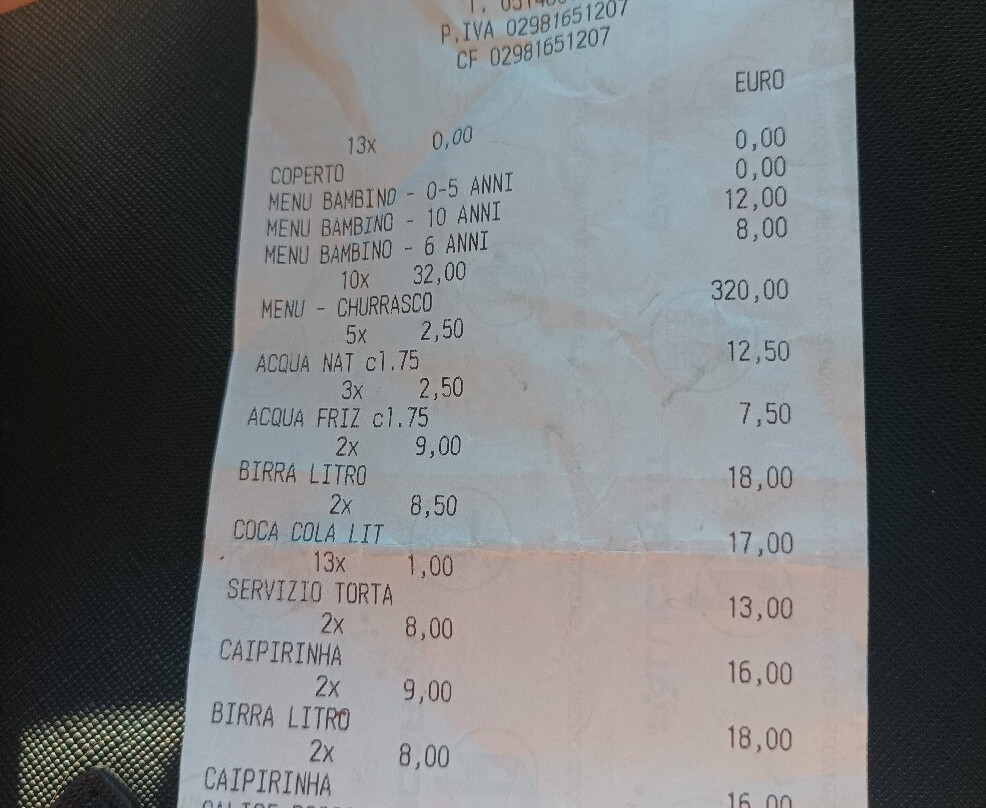 P.IVA 02981651207
CF 02981651207
EURO
13x 0,00
COPERTO 0,00
MENU BAMBINO - 0-5 ANNI 0,00
MENU BAMBINO - 10 ANNI 12,00
MENU BAMBINO - 6 ANNI 8,00
10x 32,00
MENU - CHURRASCO 320,00
5x 2,50
ACQUA NAT cl.75 12,50
3x 2,50
ACQUA FRIZ cl.75 7,50
2x 9,00
BIRRA LITRO 18,00
2x 8,50
COCA COLA LIT 17,00
13x 1,00
SERVIZIO TORTA 13,00
2x 8,00
CAIPIRINHA 16,00
2x 9,00
BIRRA LITRO 18,00
2x 8,00
CAIPIRINHA 16,00